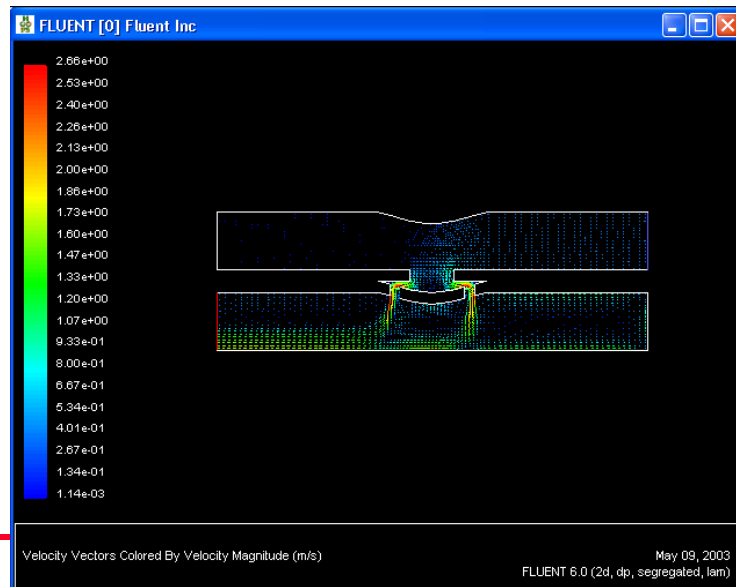 FLUENT [0] Fluent Inc
2.66e+00
2.53e+00
2.40e+00
2.26e+00
2.13e+00
2.00e+00
1.86e+00
1.73e+00
1.60e+00
1.47e+00
1.33e+00
1.20e+00
1.07e+00
9.33e-01
8.00e-01
6.67e-01
5.34e-01
4.01e-01
2.67e-01
1.34e-01
1.14e-03
Velocity Vectors Colored By Velocity Magnitude (m/s)
May 09, 2003
FLUENT 6.0 (2d, dp, segregated, lam)